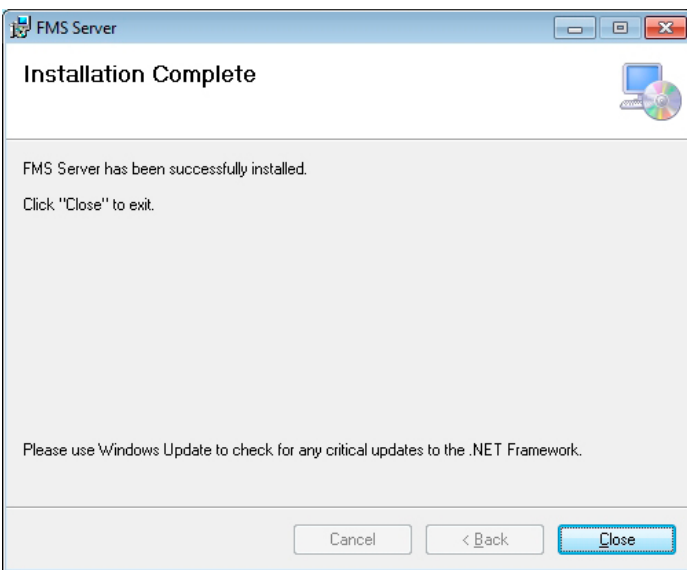 FMS Server
Installation Complete
FMS Server has been successfully installed.
Click "Close" to exit.
Please use Windows Update to check for any critical updates to the .NET Framework.
Cancel
< Back
Close